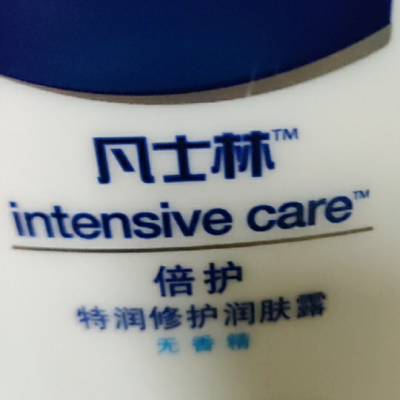 凡士林™
intensive care™
倍护
特润修护润肤露
无香精